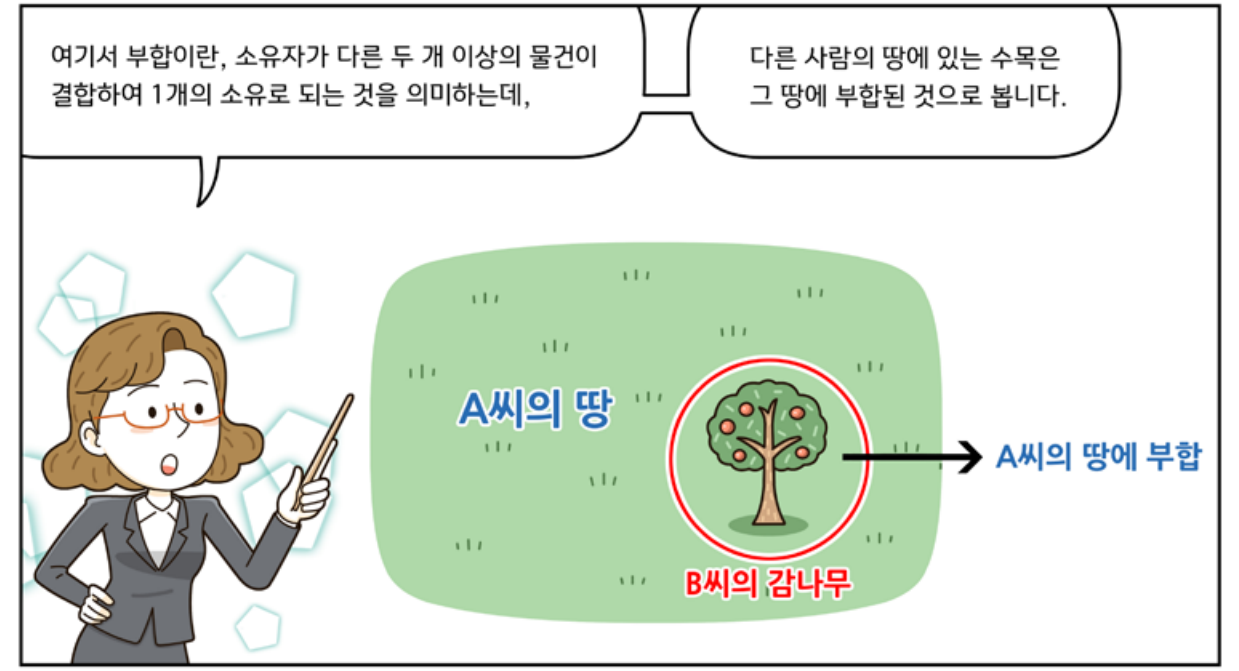 여기서 부합이란, 소유자가 다른 두 개 이상의 물건이
결합하여 1개의 소유로 되는 것을 의미하는데,
다른 사람의 땅에 있는 수목은
그 땅에 부합된 것으로 봅니다.
A씨의 땅
A씨의 땅에 부합
B씨의 감나무